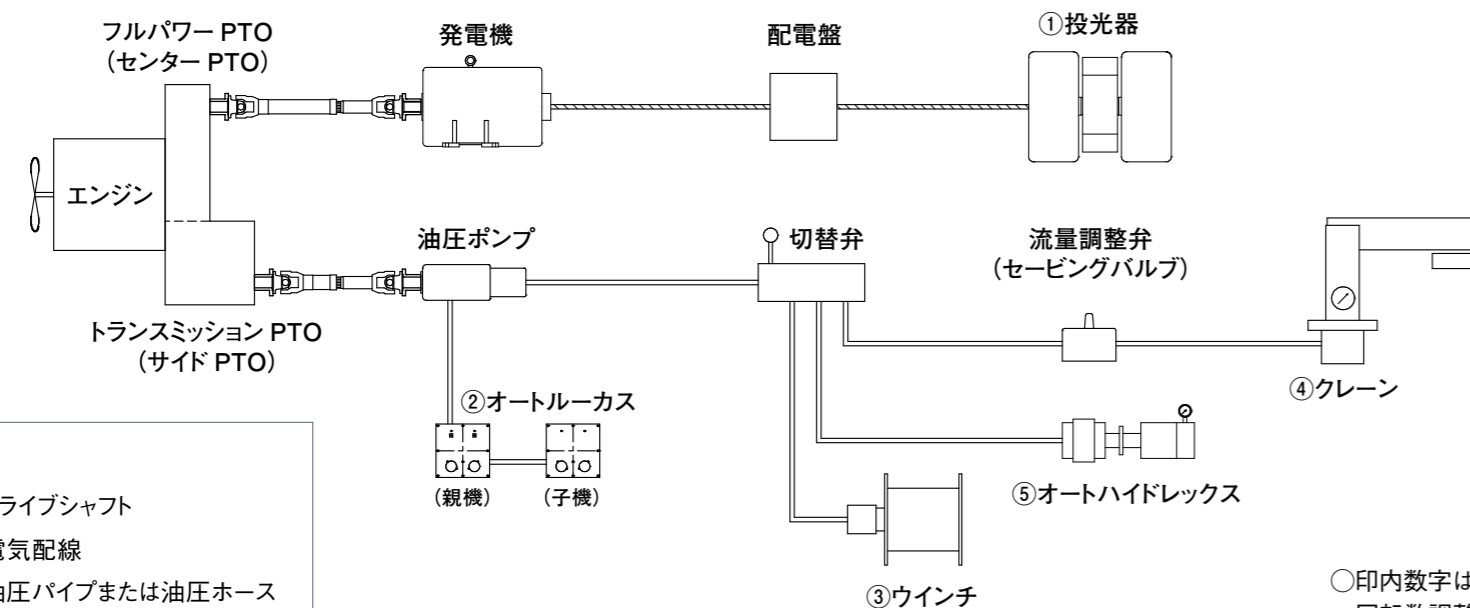 フルパワー PTO
(センター PTO)
発電機
配電盤
①投光器
エンジン
油圧ポンプ
切替弁
流量調整弁
(セービングバルブ)
トランスミッション PTO
(サイド PTO)
④クレーン
②オートルーカス
(親機)
(子機)
⑤オートハイドレックス
③ウインチ
ライブシャフト
電気配線
油圧パイプまたは油圧ホース
○印内数字は